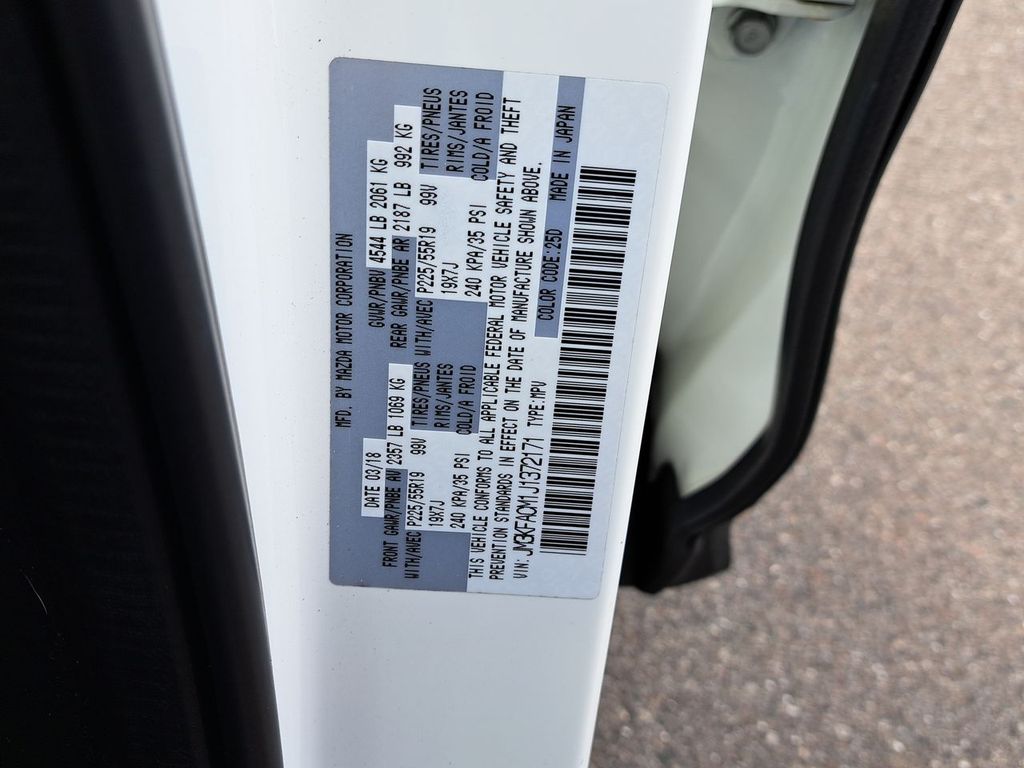 MFD. BY MAZDA MOTOR CORPORATION
DATE 03/18 GVWR/PNBV 4544 LB 2061 KG
FRONT GAWR/PNBE AV 2357 LB 1069 KG REAR GAWR/PNBE AR 2187 LB 992 KG
WITH/AVEC P225/55R19 99V TIRES/PNEUS WITH/AVEC P225/55R19 99V TIRES/PNEUS
19X7J RIMS/JANTES 19X7J RIMS/JANTES
240 KPA/35 PSI COLD/A FROID 240 KPA/35 PSI COLD/A FROID
THIS VEHICLE CONFORMS TO ALL APPLICABLE FEDERAL MOTOR VEHICLE SAFETY AND THEFT
PREVENTION STANDARDS IN EFFECT ON THE DATE OF MANUFACTURE SHOWN ABOVE.
VIN: JM3KFACM1J1372171 TYPE:MPV COLOR CODE:25D MADE IN JAPAN